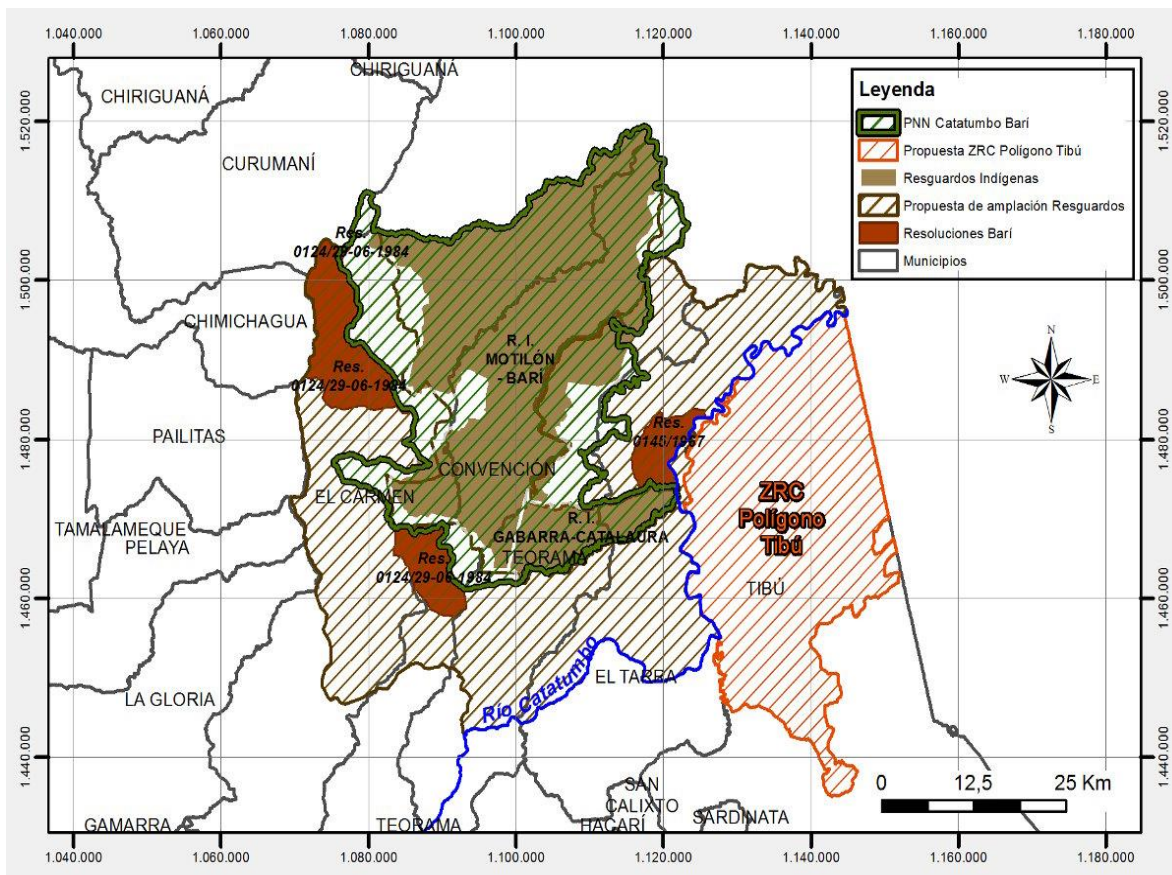 1.040.000 1.060.000 1.080.000 1.100.000 1.120.000 1.140.000 1.160.000 1.180.000
CHIRIGUANÁ
CHIRIGUANÁ
CURUMANÍ
Res.
0124/29-06-1984
CHIMICHAGUA
Res.
0124/29-06-1984
R. I.
MOTILÓN
- BARÍ
PAILITAS
Res.
0145/1967
CONVENCIÓN
EL CARMEN
TAMALAMEQUE
PELAYA
R. I.
GABARRA-CATALAURA
TEORAMA
Res.
0124/29-06-1984
ZRC
Polígono
Tibú
TIBÚ
LA GLORIA
EL TARRA
Río Catatumbo
SAN
CALIXTO
HACARÍ
SARDINATA
GAMARRA
TEORAMA
Leyenda
PNN Catatumbo Barí
Propuesta ZRC Polígono Tibú
Resguardos Indígenas
Propuesta de amplación Resguardos
Resoluciones Barí
Municipios
N
W E
S
0 12,5 25 Km
1.520.000
1.500.000
1.480.000
1.460.000
1.440.000
1.520.000
1.500.000
1.480.000
1.460.000
1.440.000
1.040.000 1.060.000 1.080.000 1.100.000 1.120.000 1.140.000 1.160.000 1.180.000